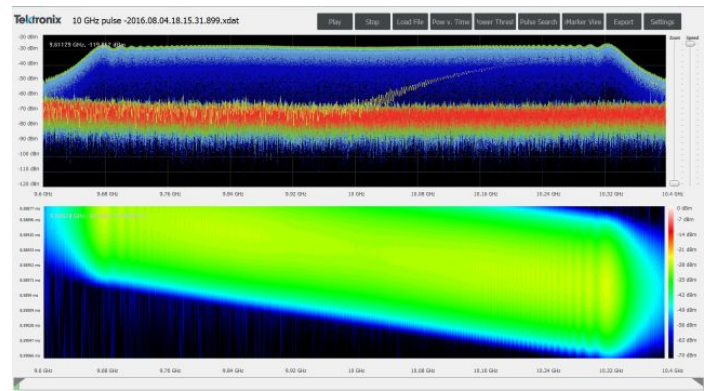 Tektronix 10 GHz pulse -2016.08.04.18.15.31.899.xdat Play Stop Load File Pow v. Time Pulse Search Export Settings
Zoom Speed
-20 dBm
9.61129 GHz,
-30 dBm
-40 dBm
-50 dBm
-60 dBm
-70 dBm
-80 dBm
-90 dBm
-100 dBm
-110 dBm
-120 dBm
9.6 GHz 9.68 GHz 9.76 GHz 9.84 GHz 9.92 GHz 10 GHz 10.08 GHz 10.16 GHz 10.24 GHz 10.32 GHz 10.4 GHz
0 dBm
-7 dBm
-14 dBm
-21 dBm
-28 dBm
-35 dBm
-42 dBm
-49 dBm
-56 dBm
-63 dBm
-70 dBm
9.6 GHz 9.68 GHz 9.76 GHz 9.84 GHz 9.92 GHz 10 GHz 10.08 GHz 10.16 GHz 10.24 GHz 10.32 GHz 10.4 GHz